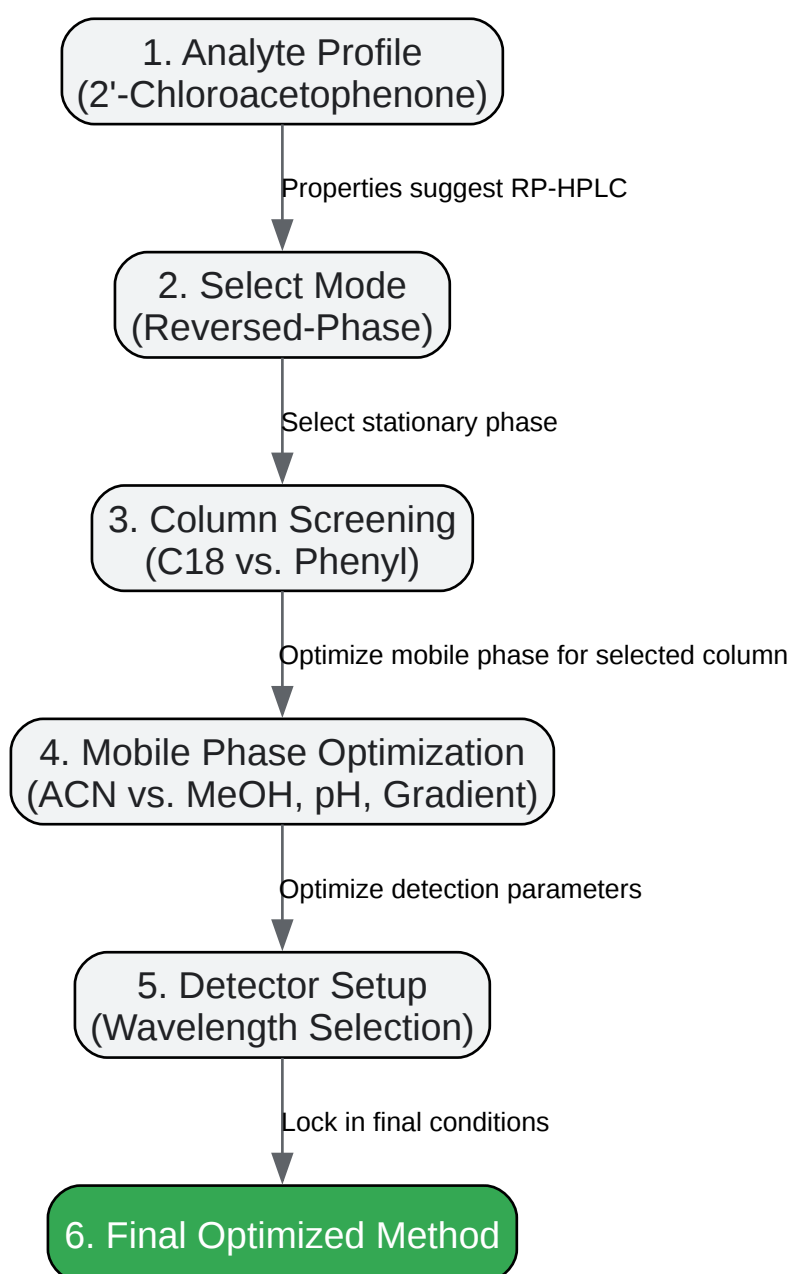 1. Analyte Profile
(2'-Chloroacetophenone)
Properties suggest RP-HPLC
2. Select Mode
(Reversed-Phase)
Select stationary phase
3. Column Screening
(C18 vs. Phenyl)
Optimize mobile phase for selected column
4. Mobile Phase Optimization
(ACN vs. MeOH, pH, Gradient)
Optimize detection parameters
5. Detector Setup
(Wavelength Selection)
Lock in final conditions
6. Final Optimized Method